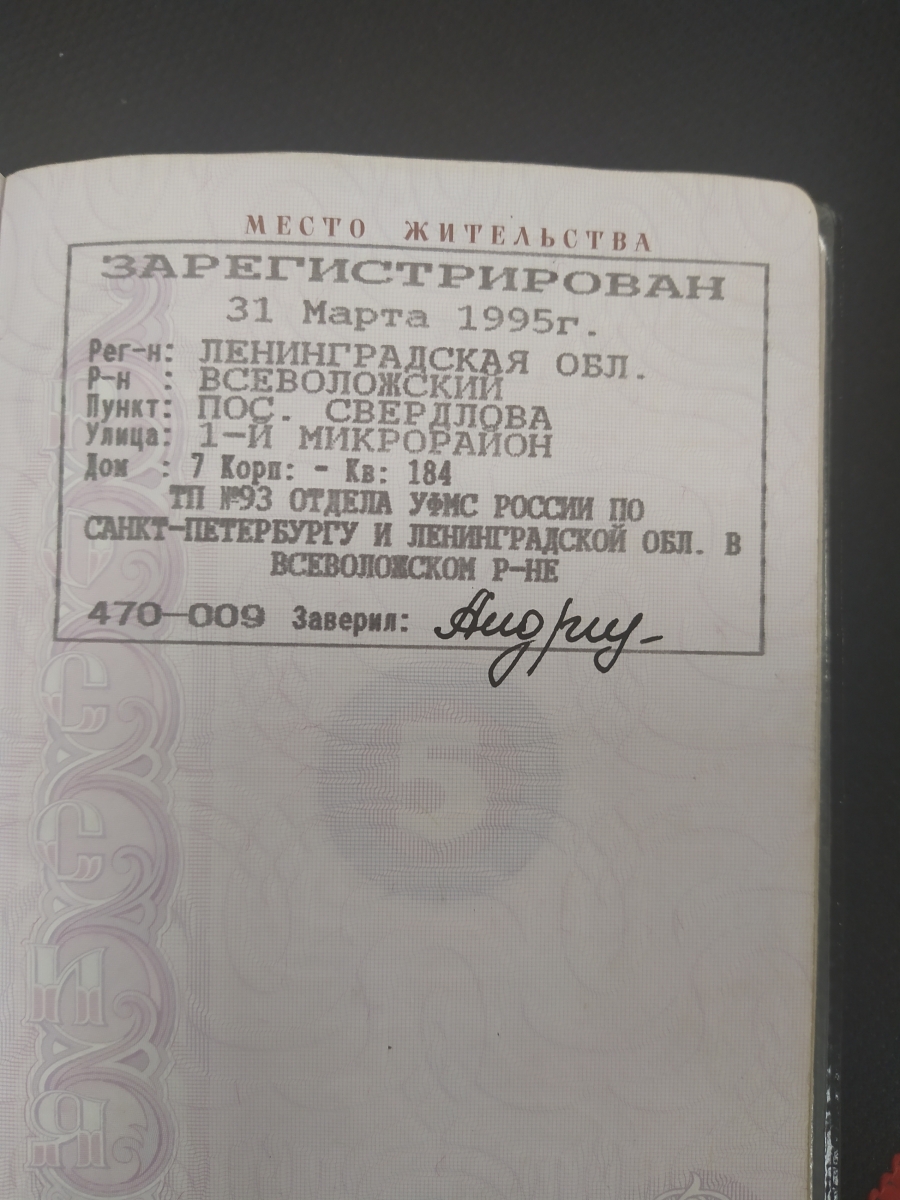 МЕСТО ЖИТЕЛЬСТВА
ЗАРЕГИСТРИРОВАН
31 Марта 1995г.
Рег-н: ЛЕНИНГРАДСКАЯ ОБЛ.
Р-н : ВСЕВОЛОЖСКИЙ
Пункт: ПОС. СВЕРДЛОВА
Улица: 1-Й МИКРОРАЙОН
Дом : 7 Корп: - Кв: 184
ТП №93 ОТДЕЛА УФМС РОССИИ ПО
САНКТ-ПЕТЕРБУРГУ И ЛЕНИНГРАДСКОЙ ОБЛ. В
ВСЕВОЛОЖСКОМ Р-НЕ
470-009 Заверил:
5